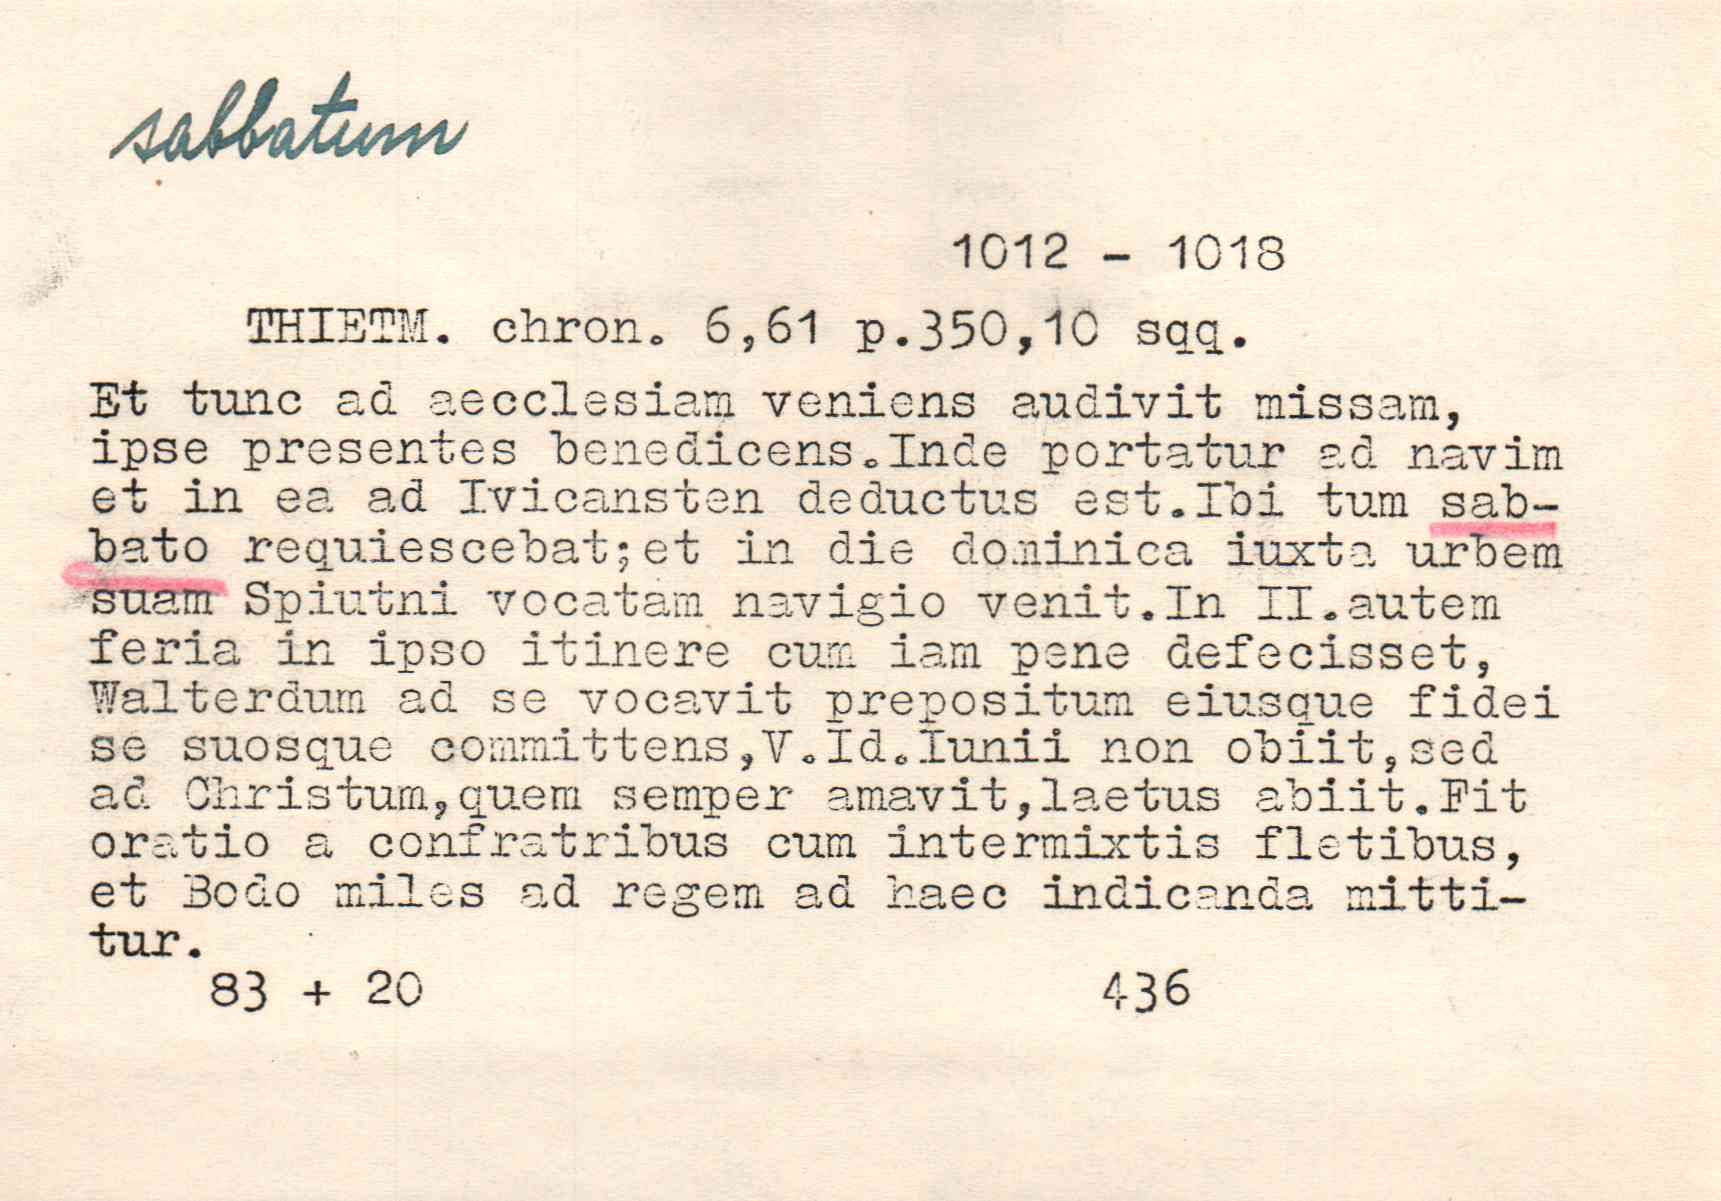 sabbatum
1012 - 1018
THIETM. chron. 6,61 p.350,10 sqq.
Et tunc ad aecclesiam veniens audivit missam,
ipse presentes benedicens.Inde portatur ad navim
et in ea ad Ivicansten deductus est.Ibi tum sab-
bato requiescebat;et in die dominica iuxta urbem
suam Spiutni vocatam navigio venit.In II.autem
feria in ipso itinere cum iam pene defecisset,
Walterdum ad se vocavit prepositum eiusque fidei
se suosque committens,V.Id.Iunii non obiit,sed
ad Christum,quem semper amavit,laetus abiit.Fit
oratio a confratribus cum intermixtis fletibus,
et Bodo miles ad regem ad haec indicanda mitti-
tur.
83 + 20 436